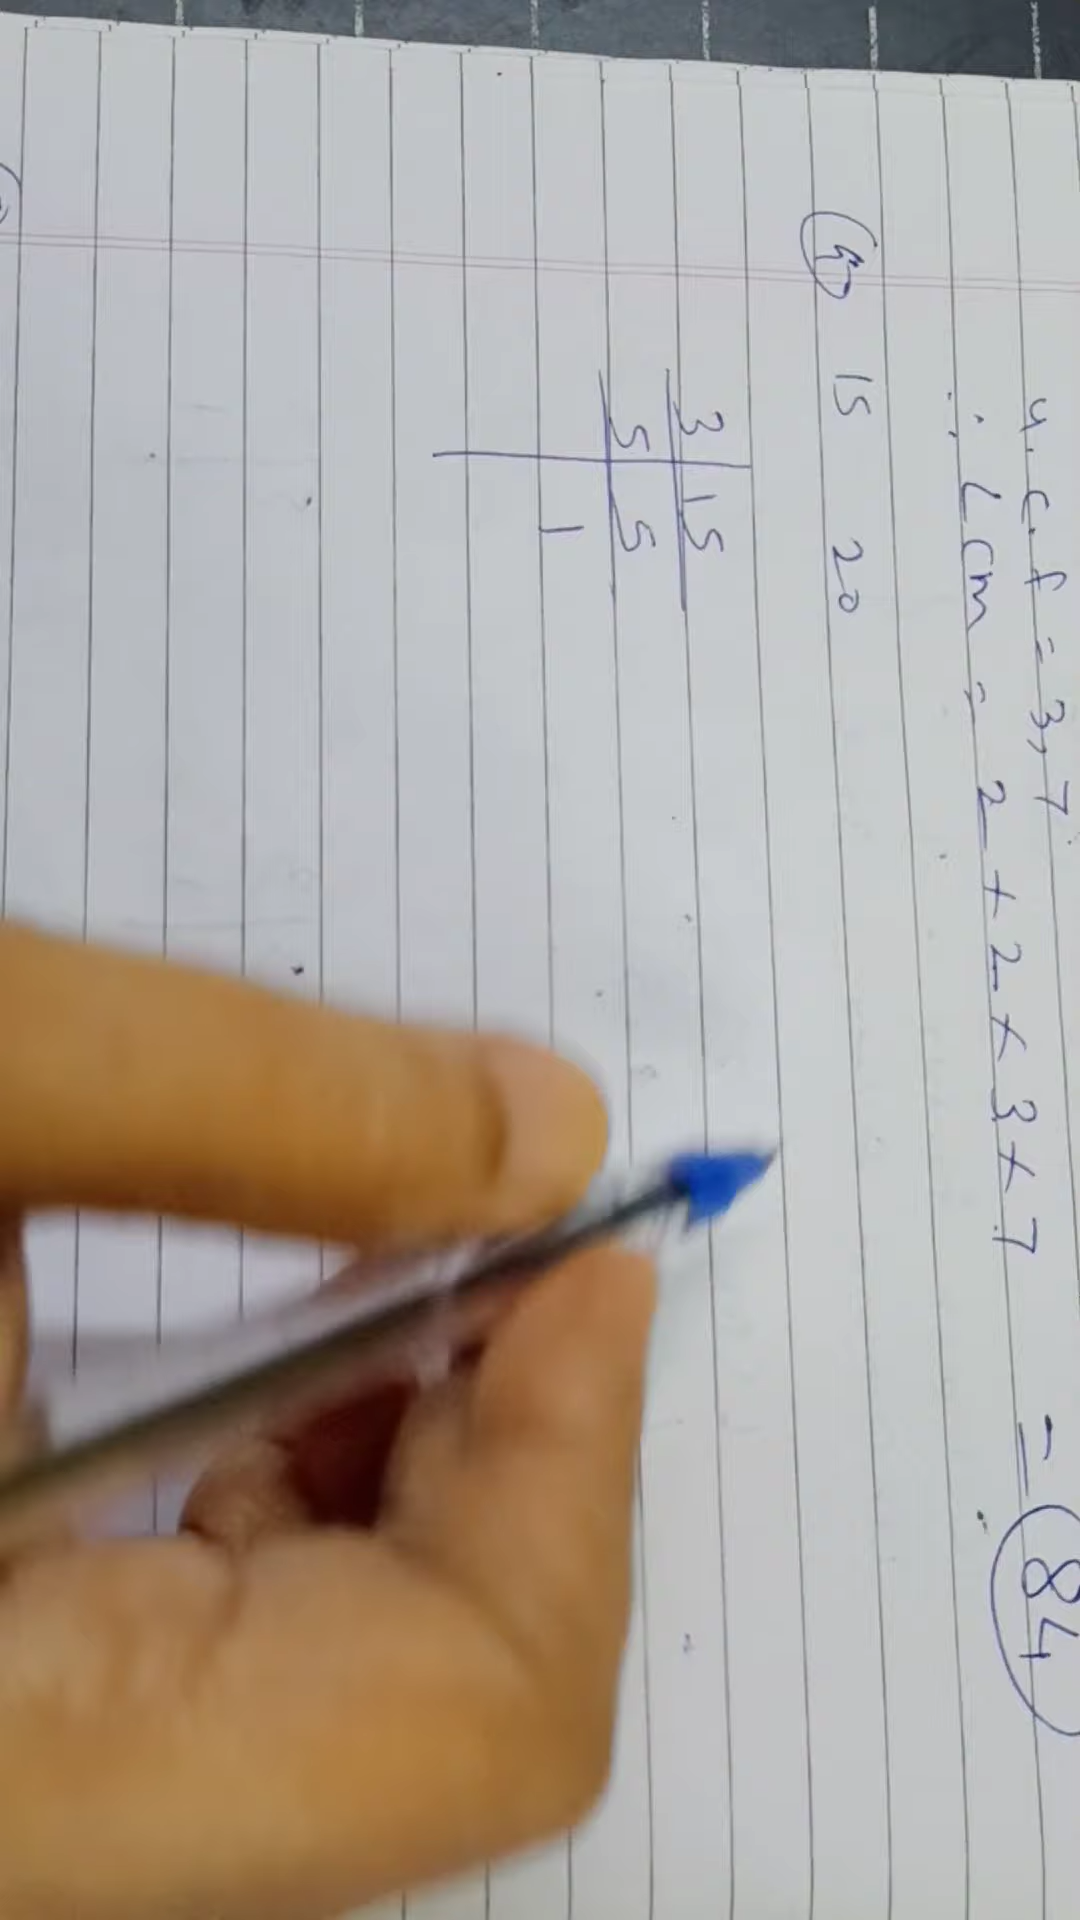 u.c.f = 3,7
∴ Lcm = 2 × 2 × 3 × 7 = 84
15 20
3 15
5 5
1